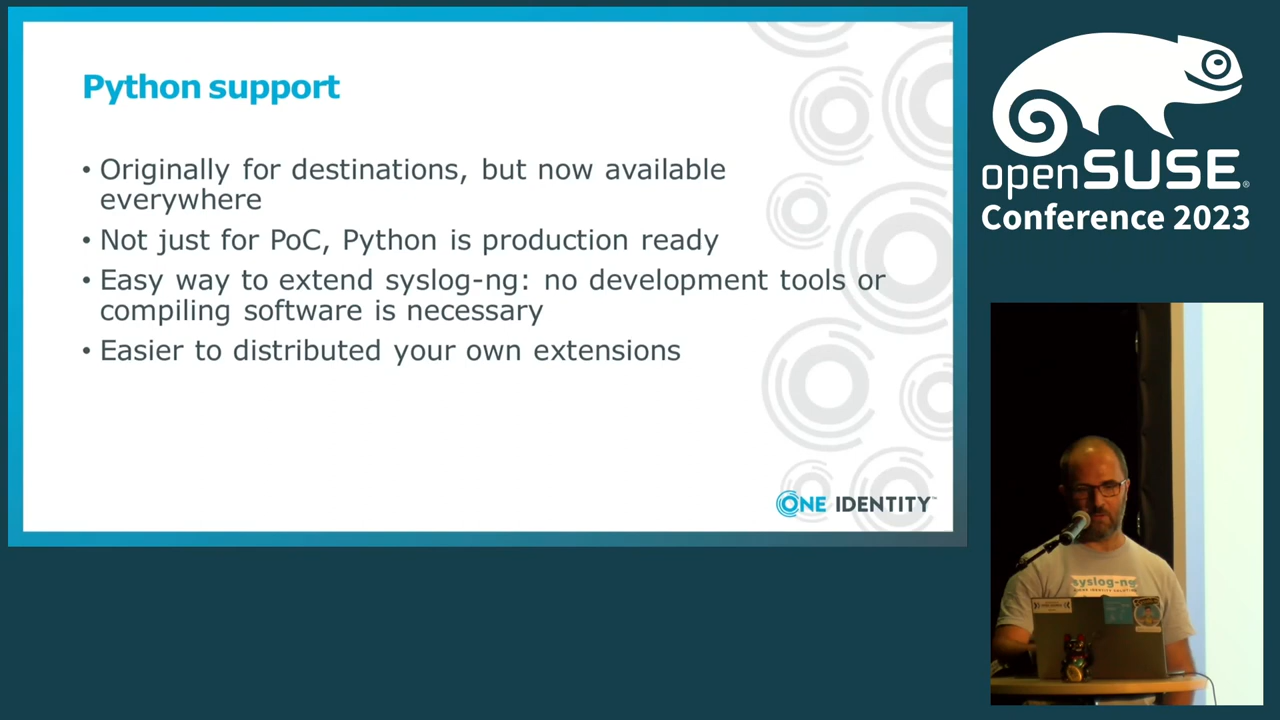 Python support
• Originally for destinations, but now available
everywhere
• Not just for PoC, Python is production ready
• Easy way to extend syslog-ng: no development tools or
compiling software is necessary
• Easier to distributed your own extensions
ONE IDENTITY™
openSUSE®
Conference 2023
syslog-ng